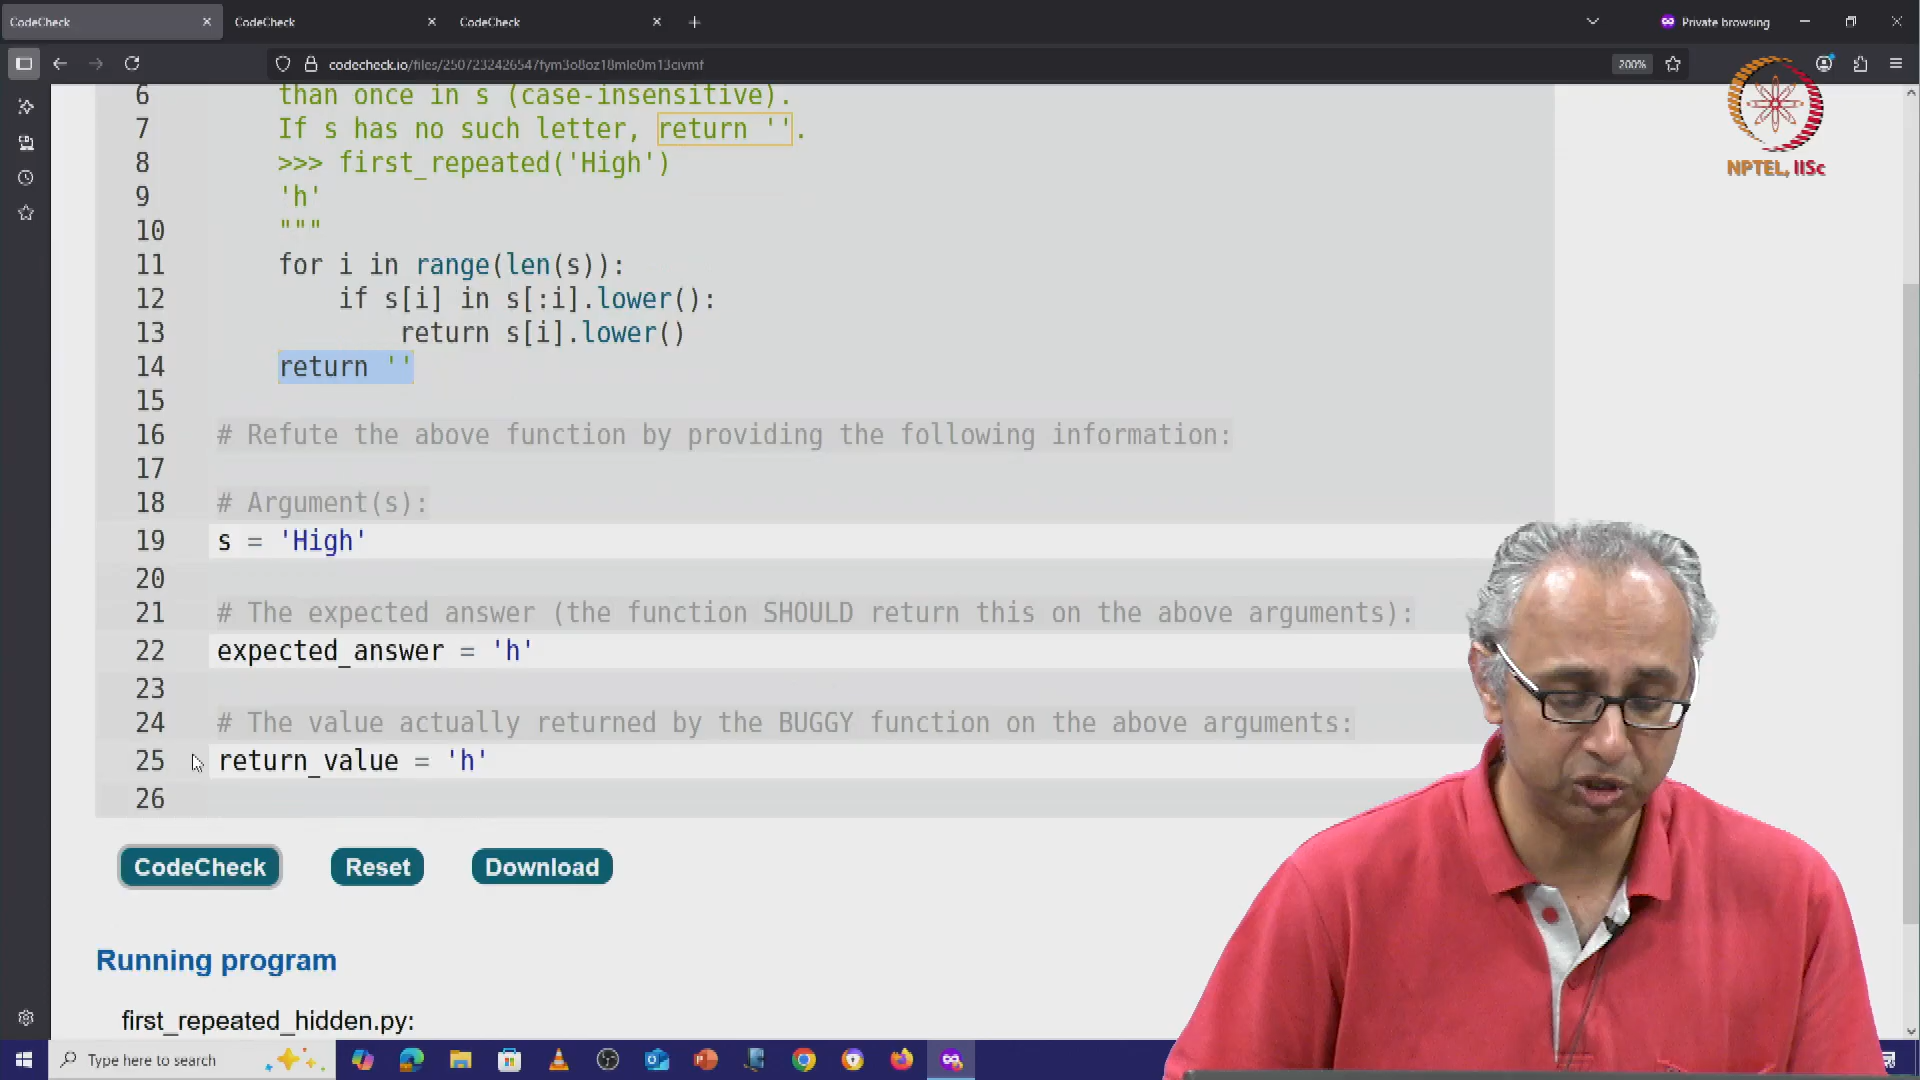 CodeCheck
CodeCheck
CodeCheck
Private browsing
codecheck.io/files/2507232426547fym3o8oz18mle0m13civmf
200%
NPTEL, IISc
6 than once in s (case-insensitive).
7 If s has no such letter, return ''.
8 >>> first_repeated('High')
9 'h'
10 """
11 for i in range(len(s)):
12 if s[i] in s[:i].lower():
13 return s[i].lower()
14 return ''
15
16 # Refute the above function by providing the following information:
17
18 # Argument(s):
19 s = 'High'
20
21 # The expected answer (the function SHOULD return this on the above arguments):
22 expected_answer = 'h'
23
24 # The value actually returned by the BUGGY function on the above arguments:
25 return_value = 'h'
26
CodeCheck Reset Download
Running program
first_repeated_hidden.py:
Type here to search